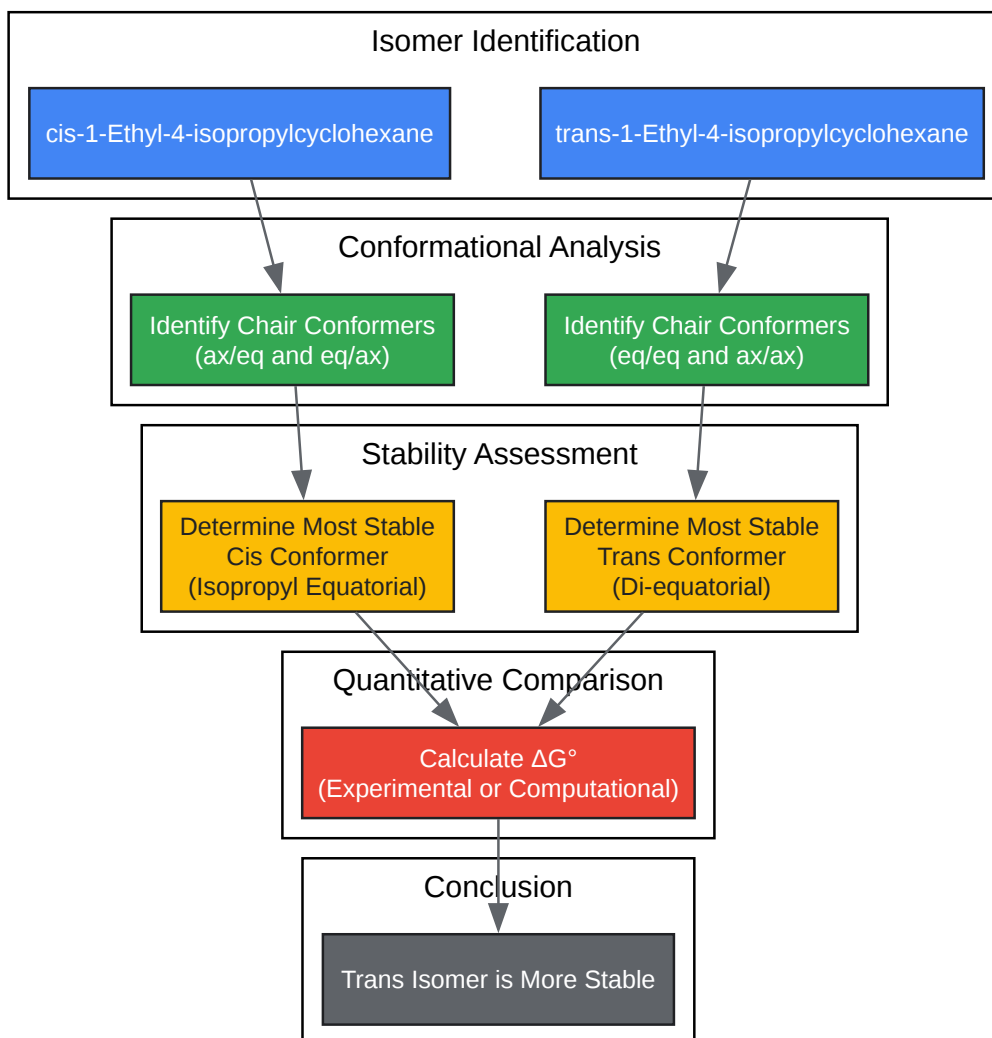 Isomer Identification
cis-1-Ethyl-4-isopropylcyclohexane
trans-1-Ethyl-4-isopropylcyclohexane
Conformational Analysis
Identify Chair Conformers
(ax/eq and eq/ax)
Identify Chair Conformers
(eq/eq and ax/ax)
Stability Assessment
Determine Most Stable
Cis Conformer
(Isopropyl Equatorial)
Determine Most Stable
Trans Conformer
(Di-equatorial)
Quantitative Comparison
Calculate ΔG°
(Experimental or Computational)
Conclusion
Trans Isomer is More Stable